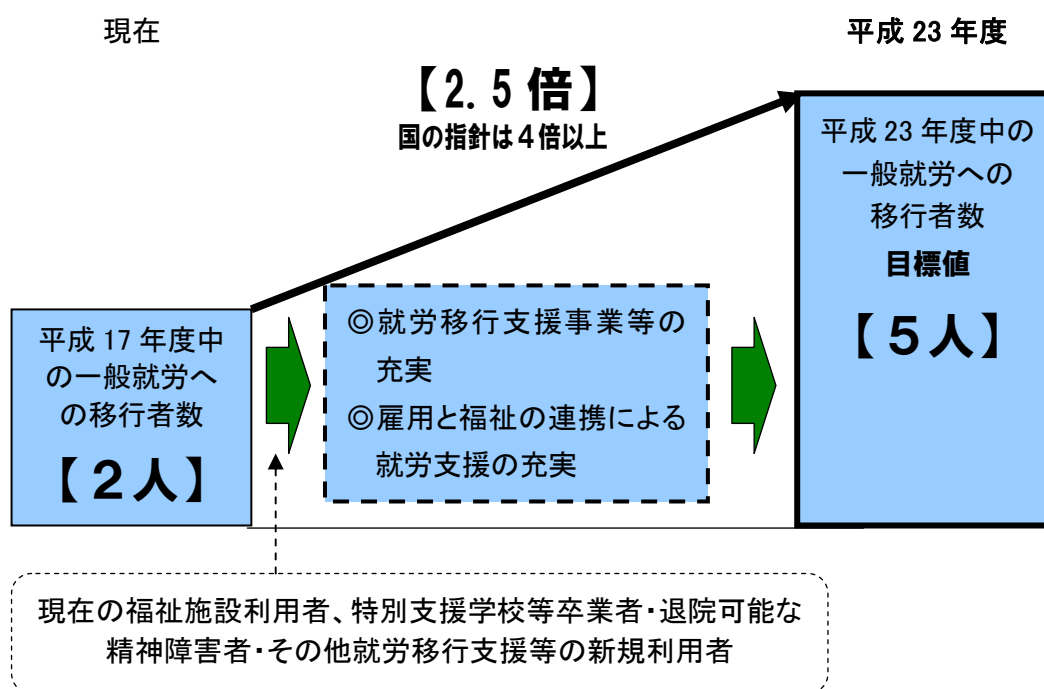 現在
平成 23 年度
【2.5 倍】
国の指針は４倍以上
平成 23 年度中の
一般就労への
移行者数
目標値
【５人】
平成 17 年度中
の一般就労へ
の移行者数
【２人】
◎就労移行支援事業等の
充実
◎雇用と福祉の連携による
就労支援の充実
現在の福祉施設利用者、特別支援学校等卒業者・退院可能な
精神障害者・その他就労移行支援等の新規利用者